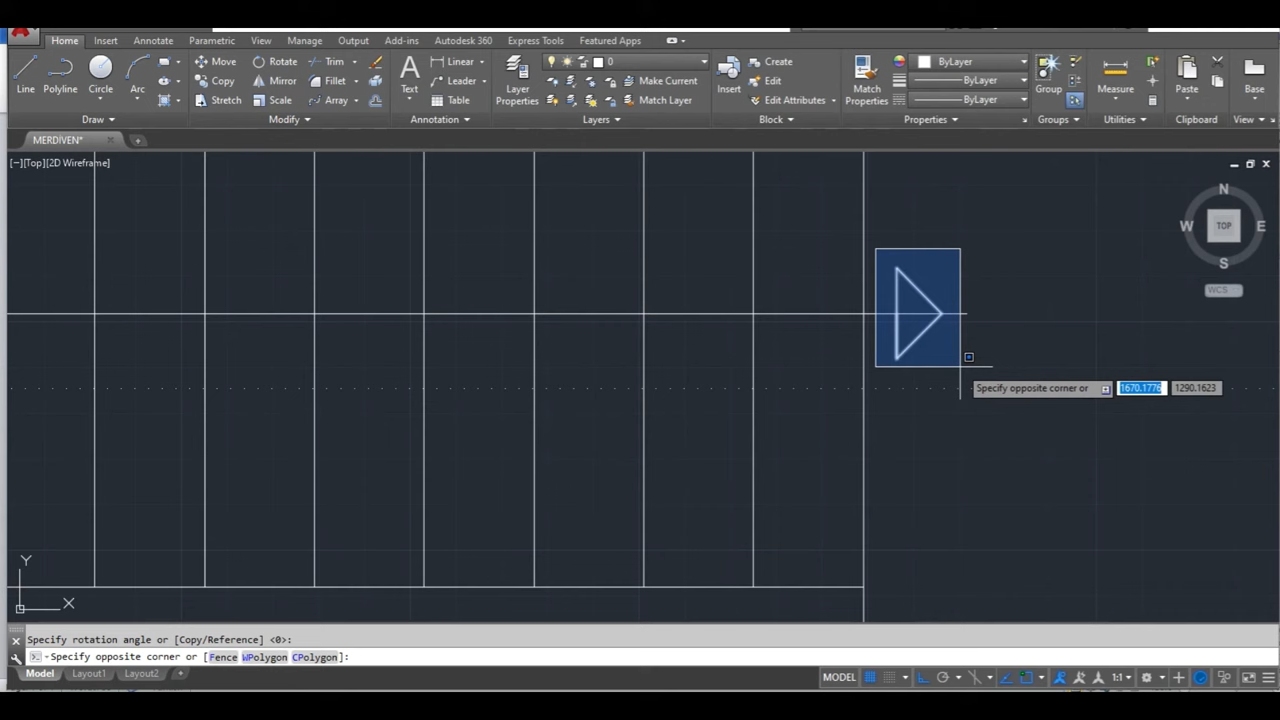 Home Insert Annotate Parametric View Manage Output Add-ins Autodesk 360 Express Tools Featured Apps
Move Rotate Trim Linear 0 Create ByLayer
Copy Mirror Fillet Leader Make Current Edit ByLayer
Line Polyline Circle Arc Text Layer Properties Insert Match Properties Group Measure Paste Base
Stretch Scale Array Table Match Layer Edit Attributes ByLayer
Draw Modify Annotation Layers Block Properties Groups Utilities Clipboard View
MERDİVEN*
[−][Top][2D Wireframe]
N
W TOP E
S
WCS
Specify opposite corner or 1670.1776 1290.1623
Y
X
Specify rotation angle or [Copy/Reference] <0>:
-Specify opposite corner or [Fence WPolygon CPolygon]:
Model Layout1 Layout2 + MODEL 1:1